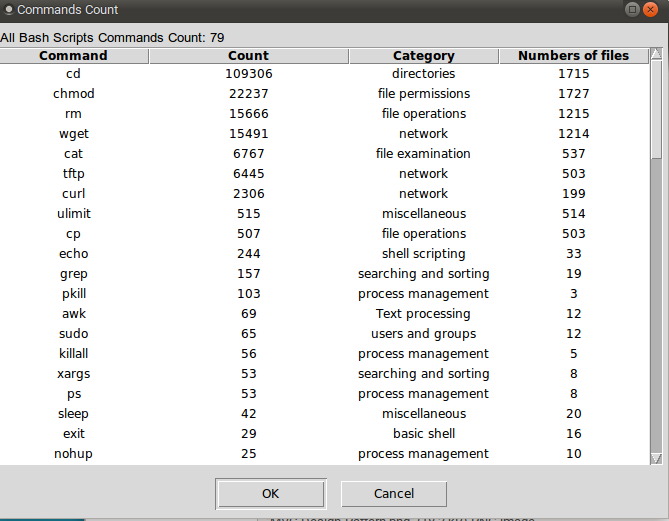 Commands Count
All Bash Scripts Commands Count: 79
Command Count Category Numbers of files
cd 109306 directories 1715
chmod 22237 file permissions 1727
rm 15666 file operations 1215
wget 15491 network 1214
cat 6767 file examination 537
tftp 6445 network 503
curl 2306 network 199
ulimit 515 miscellaneous 514
cp 507 file operations 503
echo 244 shell scripting 33
grep 157 searching and sorting 19
pkill 103 process management 3
awk 69 Text processing 12
sudo 65 users and groups 12
killall 56 process management 5
xargs 53 searching and sorting 8
ps 53 process management 8
sleep 42 miscellaneous 20
exit 29 basic shell 16
nohup 25 process management 10
OK Cancel